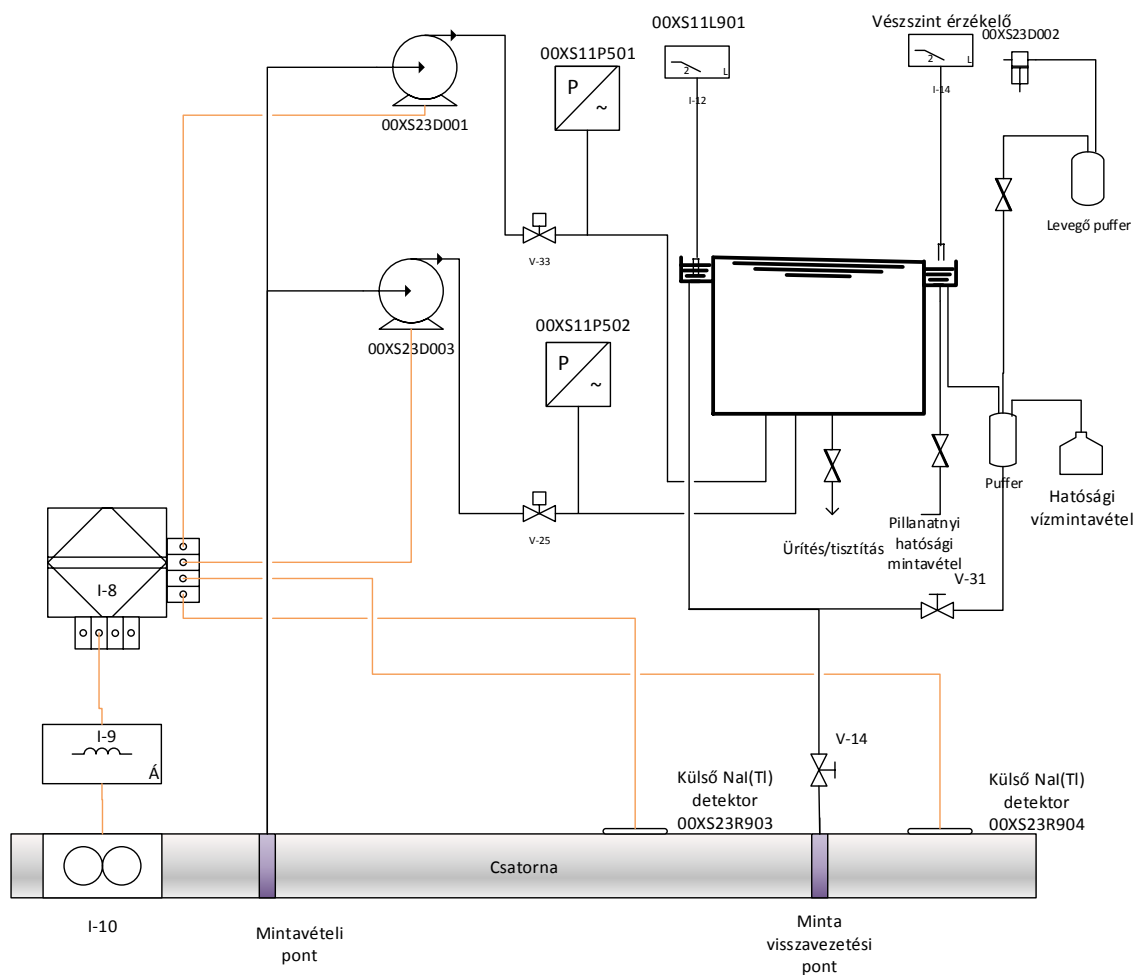 00XS11L901
Vészszint érzékelő
00XS23D002
00XS11P501
P
~
2
L
I-12
2
L
I-14
00XS23D001
Levegő puffer
V-33
00XS11P502
P
~
00XS23D003
V-25
Puffer
Ürítés/tisztítás
Pillanatnyi
hatósági
mintavétel
Hatósági
vízmintavétel
V-31
I-8
I-9
Á
V-14
Külső NaI(Tl)
detektor
00XS23R903
Külső NaI(Tl)
detektor
00XS23R904
Csatorna
I-10
Mintavételi
pont
Minta
visszavezetési
pont